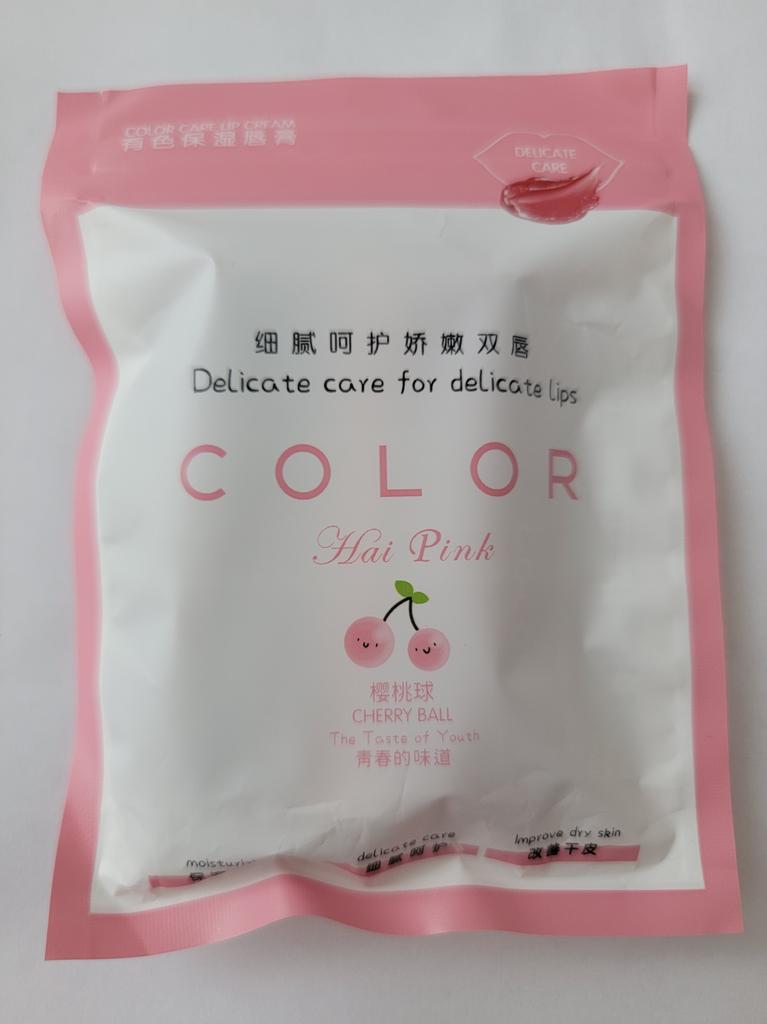 COLOR CARE LIP CREAM
有色保湿唇膏
DELICATE
CARE
细腻呵护娇嫩双唇
Delicate care for delicate lips
COLOR
Hai Pink
樱桃球
CHERRY BALL
The Taste of Youth
青春的味道
delicate care
细腻呵护
Improve dry skin
改善干皮